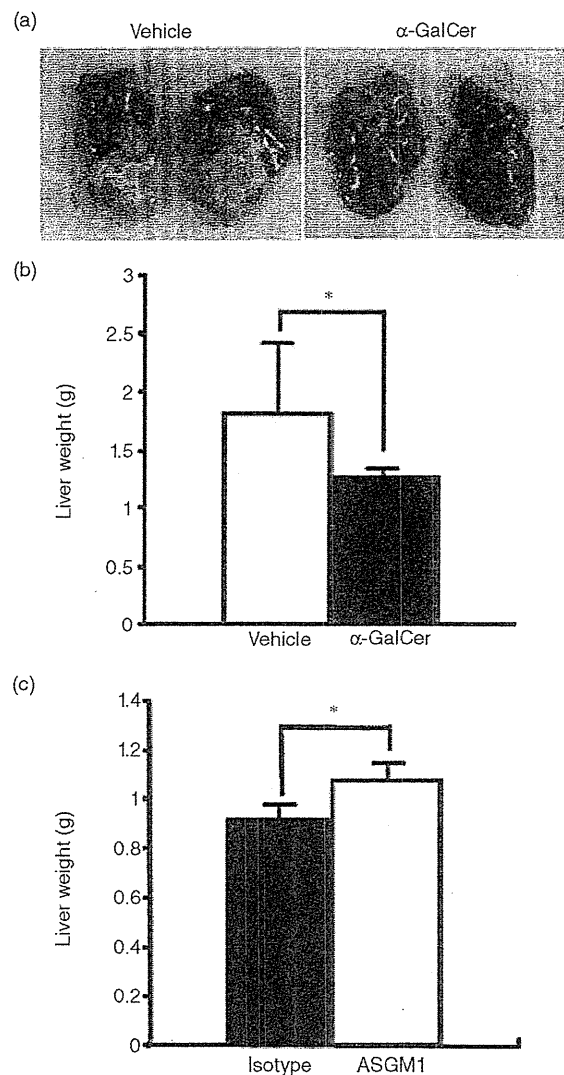 (a)
Vehicle
α-GalCer
(b)
3
*
2.5
2
Liver weight (g)
1.5
1
0.5
0
Vehicle
α-GalCer
(c)
1.4
*
1.2
1
Liver weight (g)
0.8
0.6
0.4
0.2
0
Isotype
ASGM1